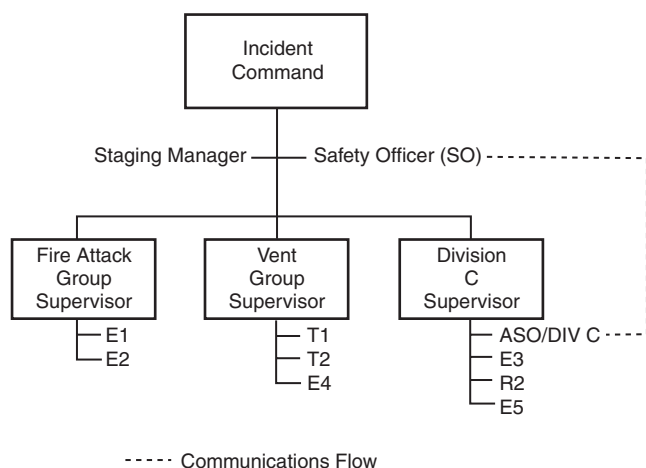 Incident
Command
Staging Manager
Safety Officer (SO)
Fire Attack
Group
Supervisor
E1
E2
Vent
Group
Supervisor
T1
T2
E4
Division
C
Supervisor
ASO/DIV C
E3
R2
E5
Communications Flow